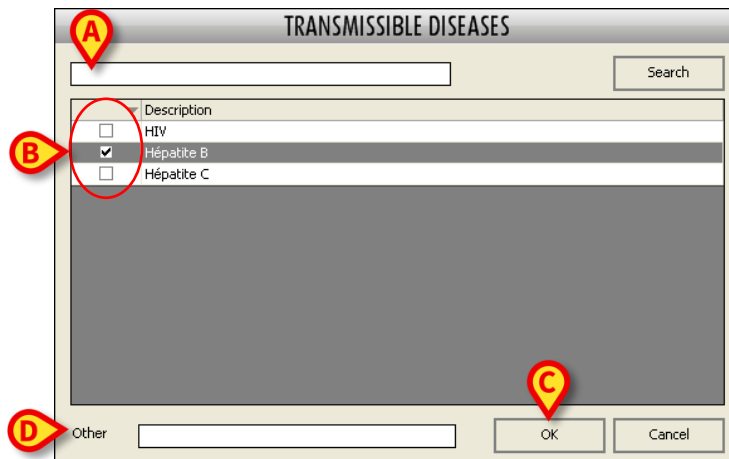 TRANSMISSIBLE DISEASES
A
Search
Description
HIV
B
Hépatite B
Hépatite C
C
D
Other
OK
Cancel